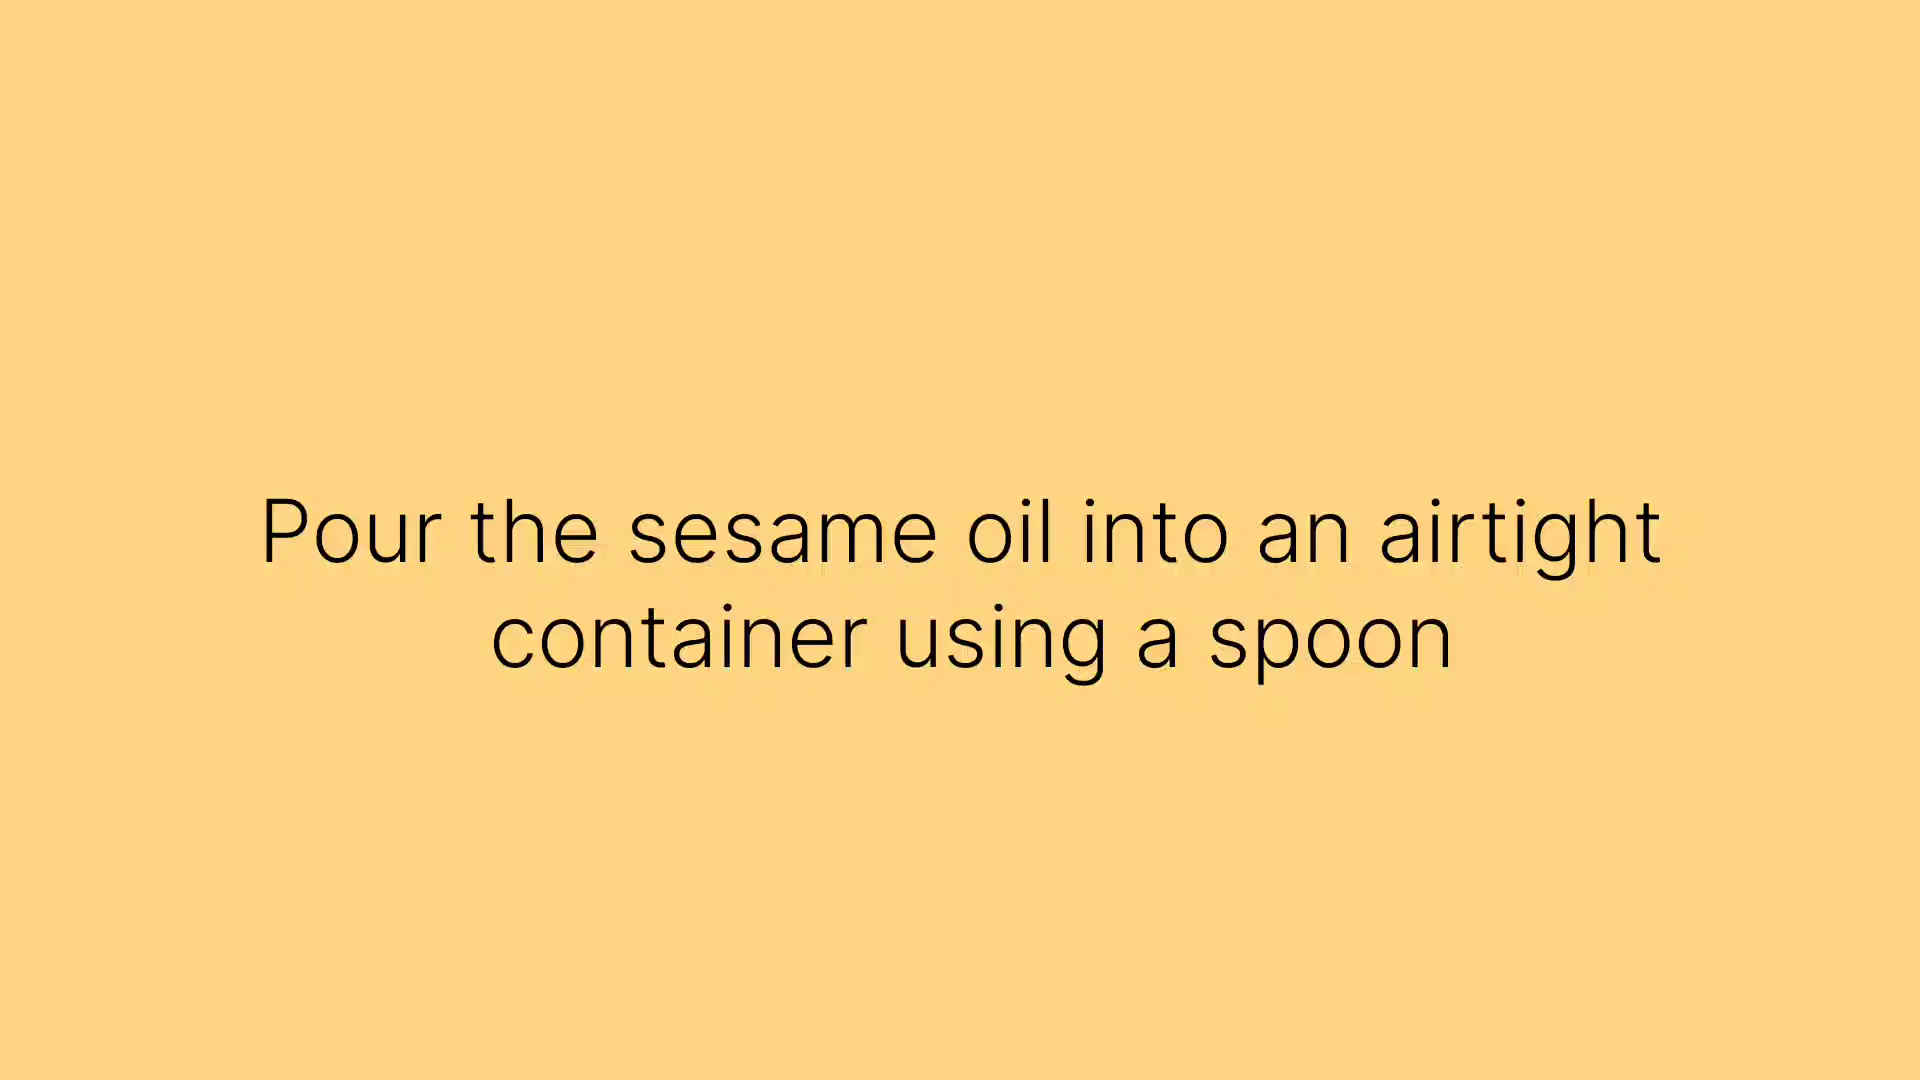 Pour the sesame oil into an airtight
container using a spoon